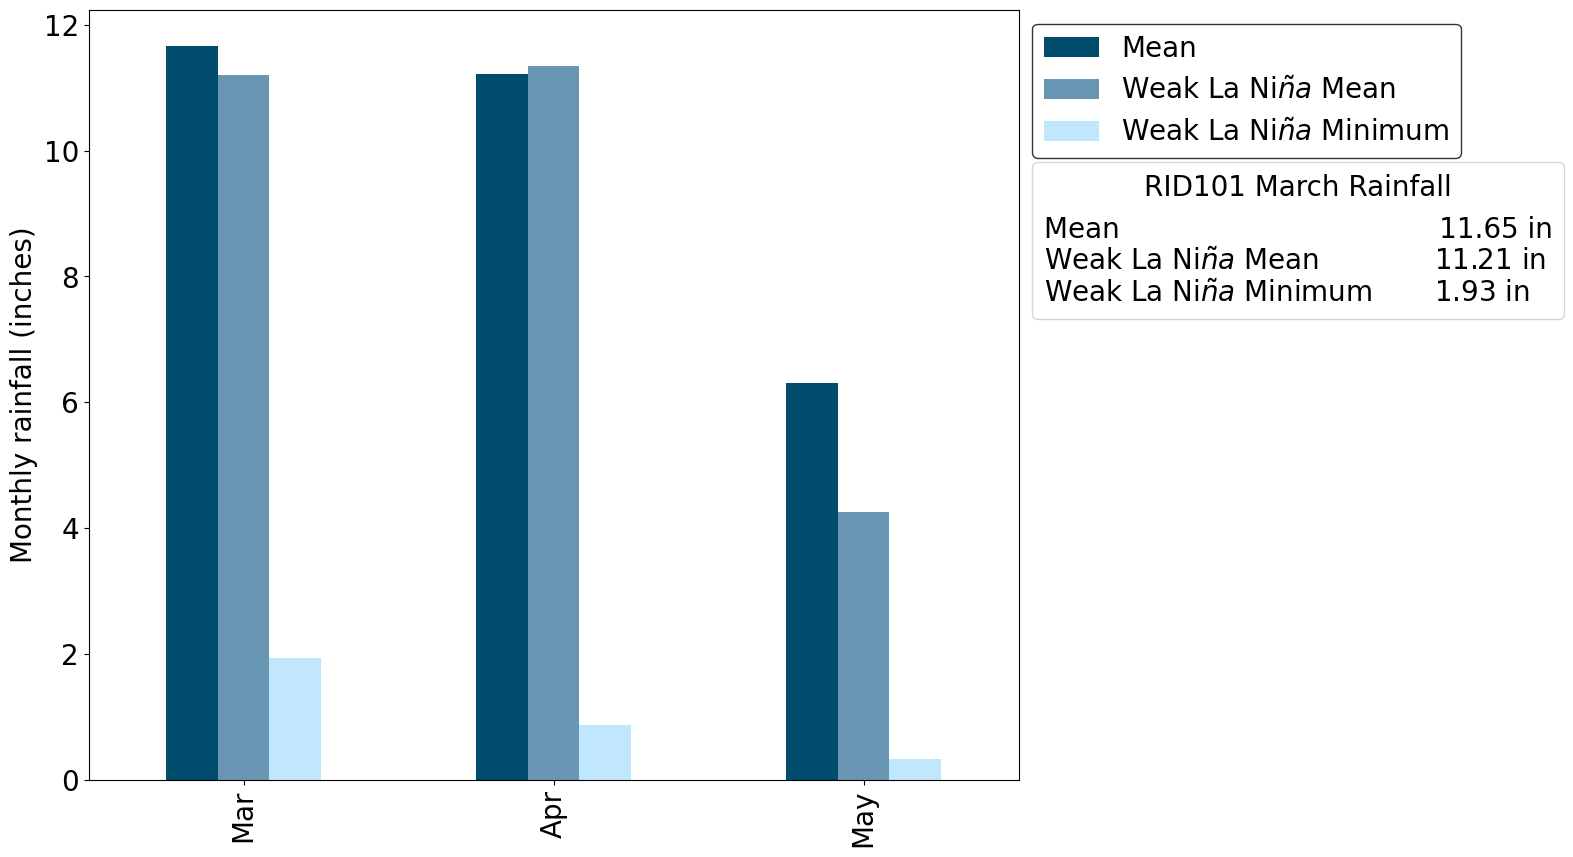 Monthly rainfall (inches)
12
10
8
6
4
2
0
Mar
Apr
May
Mean
Weak La Niña Mean
Weak La Niña Minimum
RID101 March Rainfall
Mean 11.65 in
Weak La Niña Mean 11.21 in
Weak La Niña Minimum 1.93 in